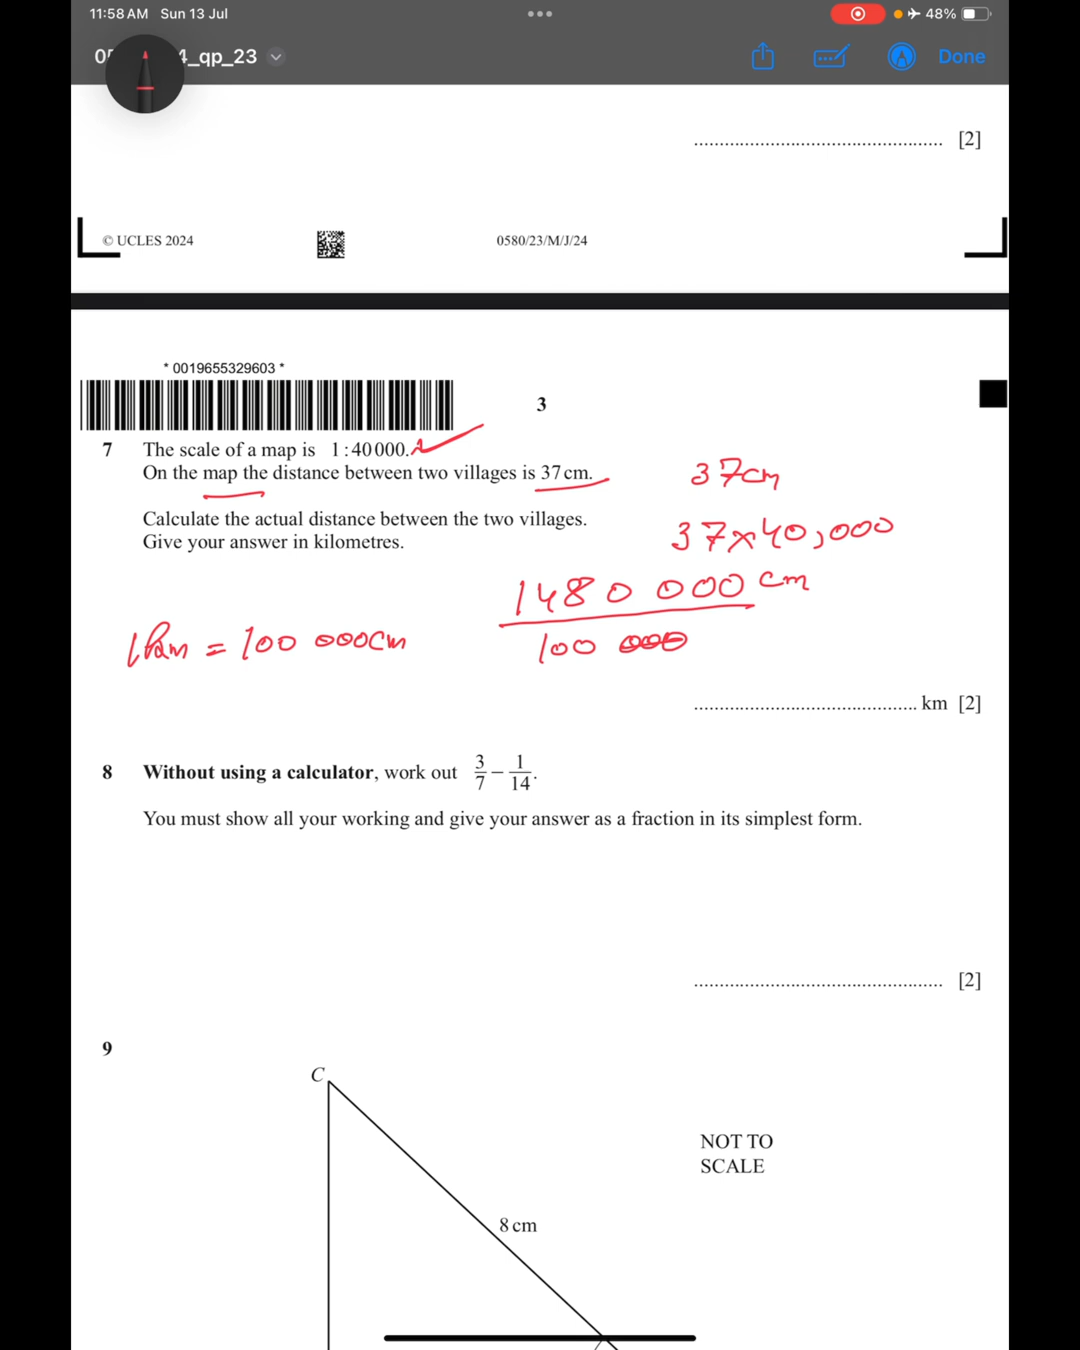 11:58 AM Sun 13 Jul
48%
4_qp_23
Done
[2]
© UCLES 2024
0580/23/M/J/24
* 0019655329603 *
3
7 The scale of a map is 1 : 40 000.
On the map the distance between two villages is 37 cm.
37cm
Calculate the actual distance between the two villages.
Give your answer in kilometres.
37×40,000
1480 000 cm
100 000
1km = 100 000cm
.............................................. km [2]
8 Without using a calculator, work out 3/7 − 1/14.
You must show all your working and give your answer as a fraction in its simplest form.
[2]
9
C
NOT TO
SCALE
8 cm